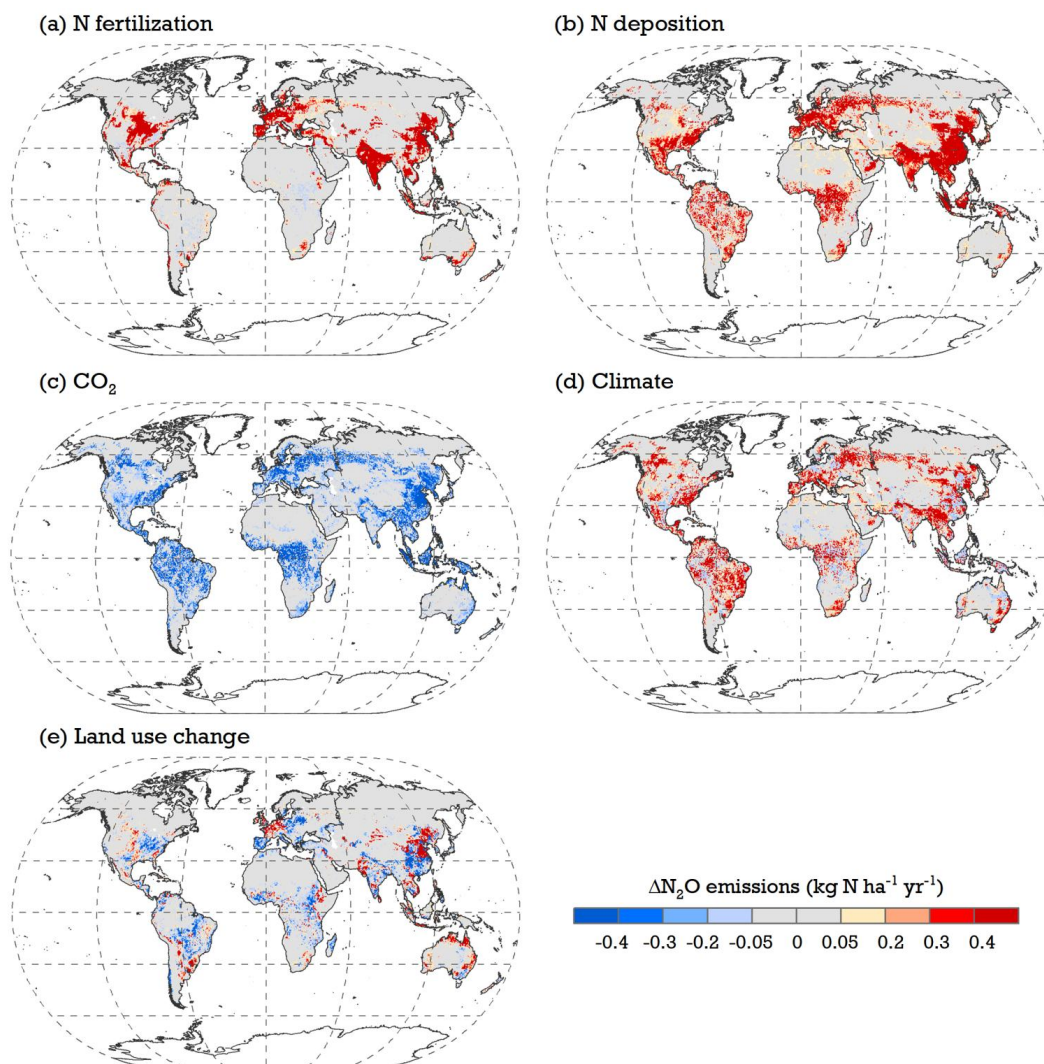 (a) N fertilization
(b) N deposition
(c) CO₂
(d) Climate
(e) Land use change
ΔN₂O emissions (kg N ha⁻¹ yr⁻¹)
-0.4 -0.3 -0.2 -0.05 0 0.05 0.2 0.3 0.4